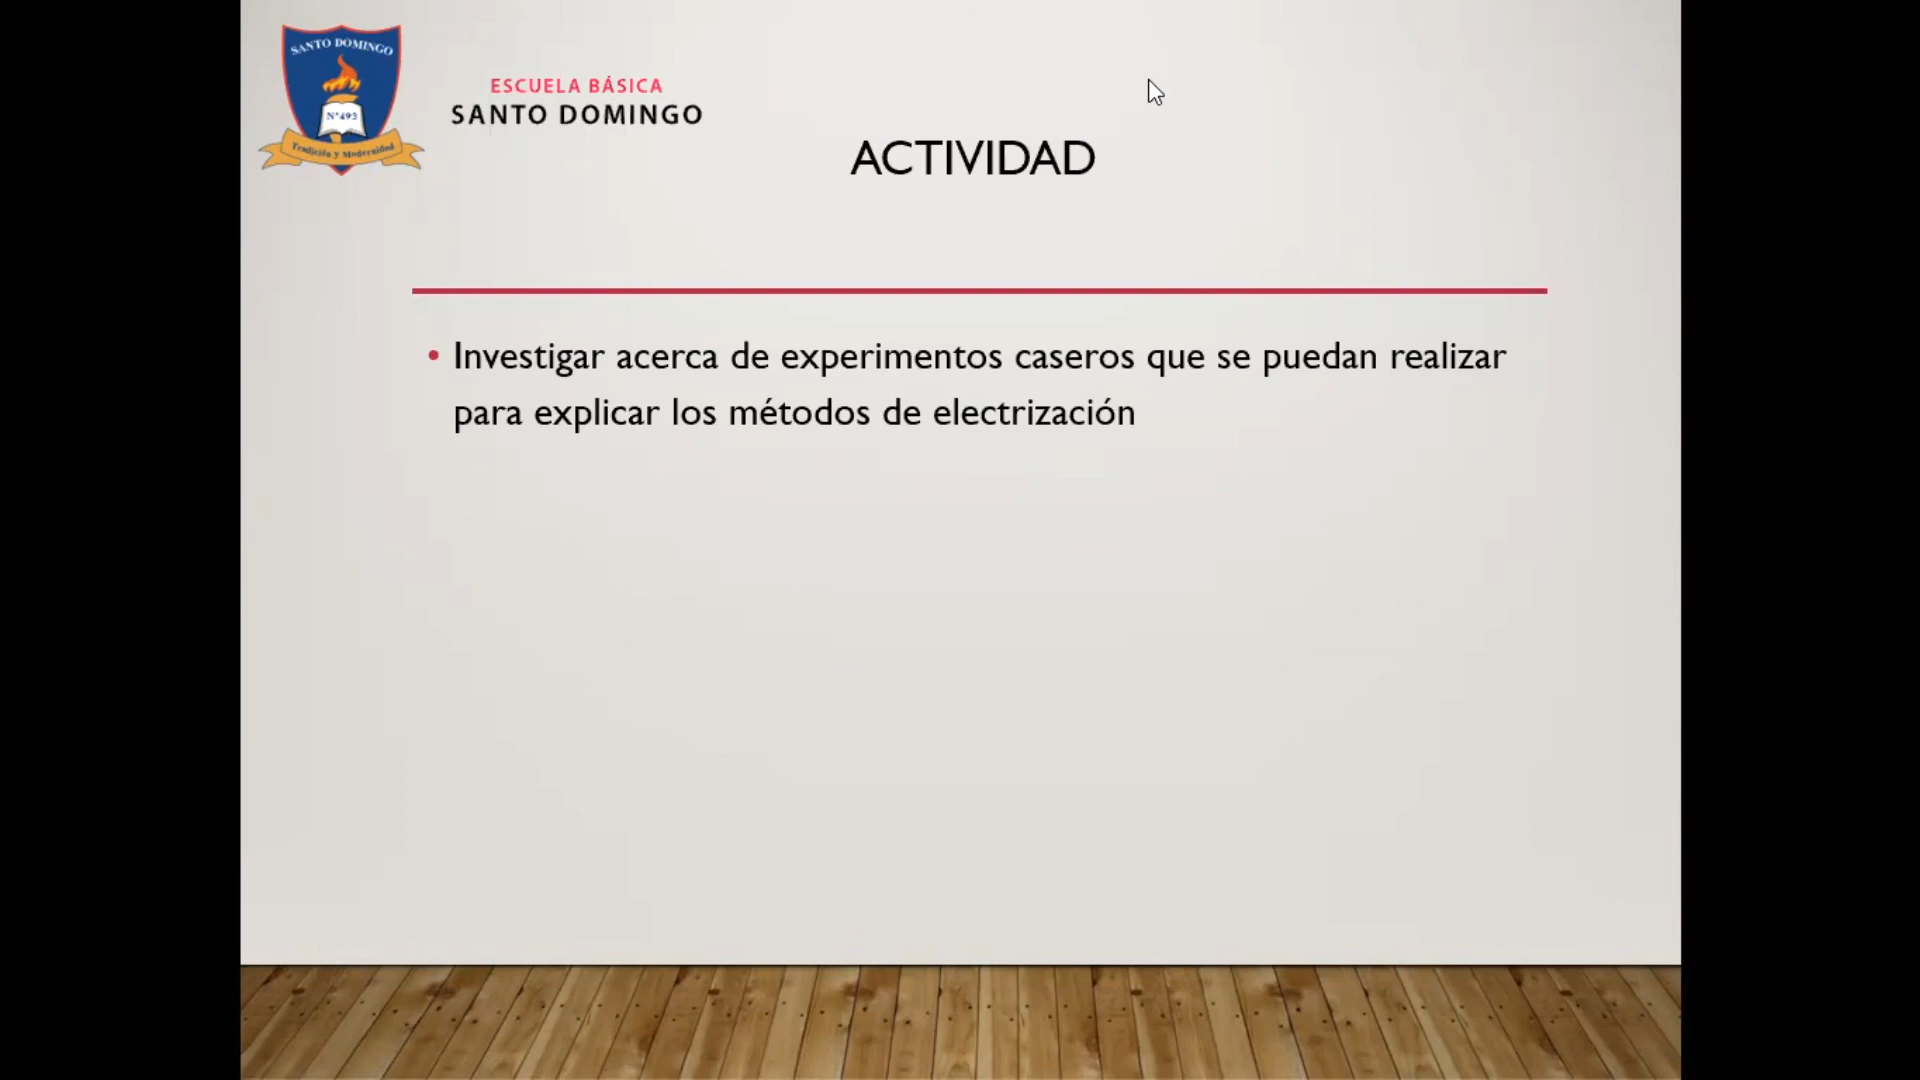 SANTO DOMINGO
N°493
Tradición y Modernidad
ESCUELA BÁSICA
SANTO DOMINGO
ACTIVIDAD
• Investigar acerca de experimentos caseros que se puedan realizar
para explicar los métodos de electrización